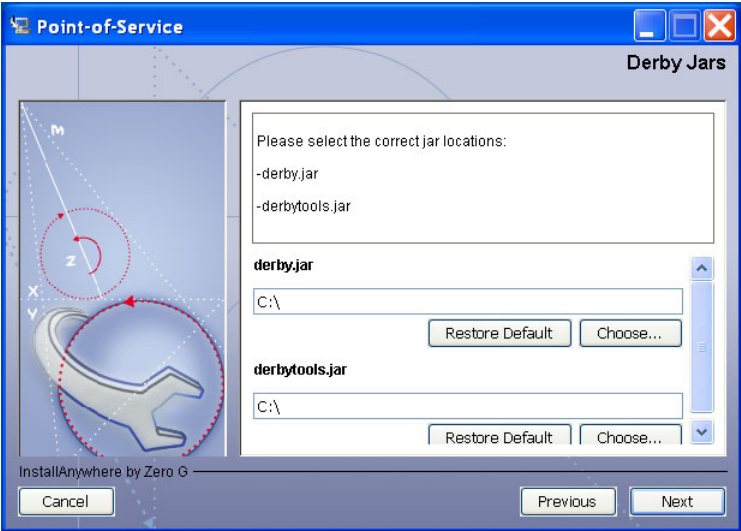 Point-of-Service
Derby Jars
M
Z
X
Y
Please select the correct jar locations:
-derby.jar
-derbytools.jar
derby.jar
C:\
Restore Default
Choose...
derbytools.jar
C:\
Restore Default
Choose...
InstallAnywhere by Zero G
Cancel
Previous
Next